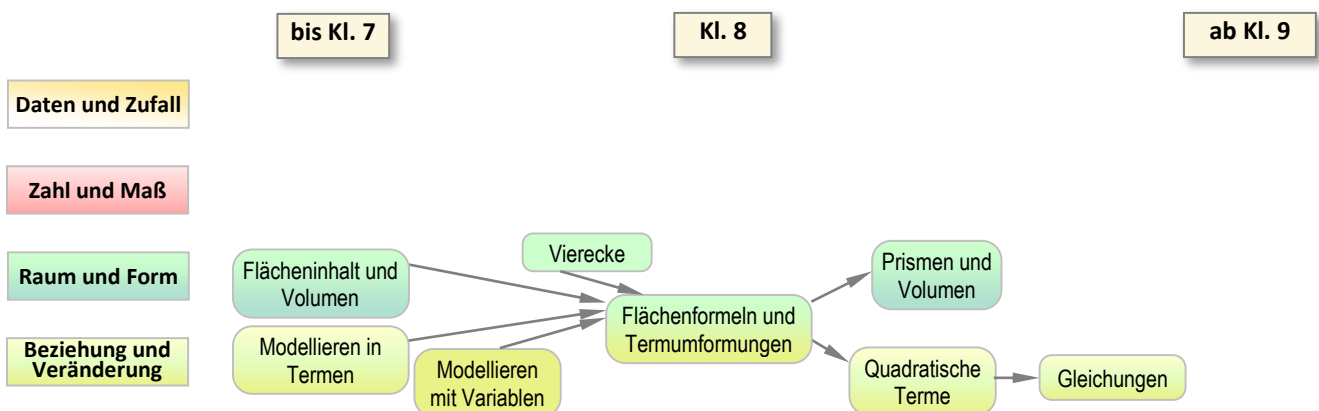 bis Kl. 7
Kl. 8
ab Kl. 9
Daten und Zufall
Zahl und Maß
Raum und Form
Beziehung und
Veränderung
Flächeninhalt und
Volumen
Vierecke
Prismen und
Volumen
Flächenformeln und
Termumformungen
Modellieren in
Termen
Modellieren
mit Variablen
Quadratische
Terme
Gleichungen